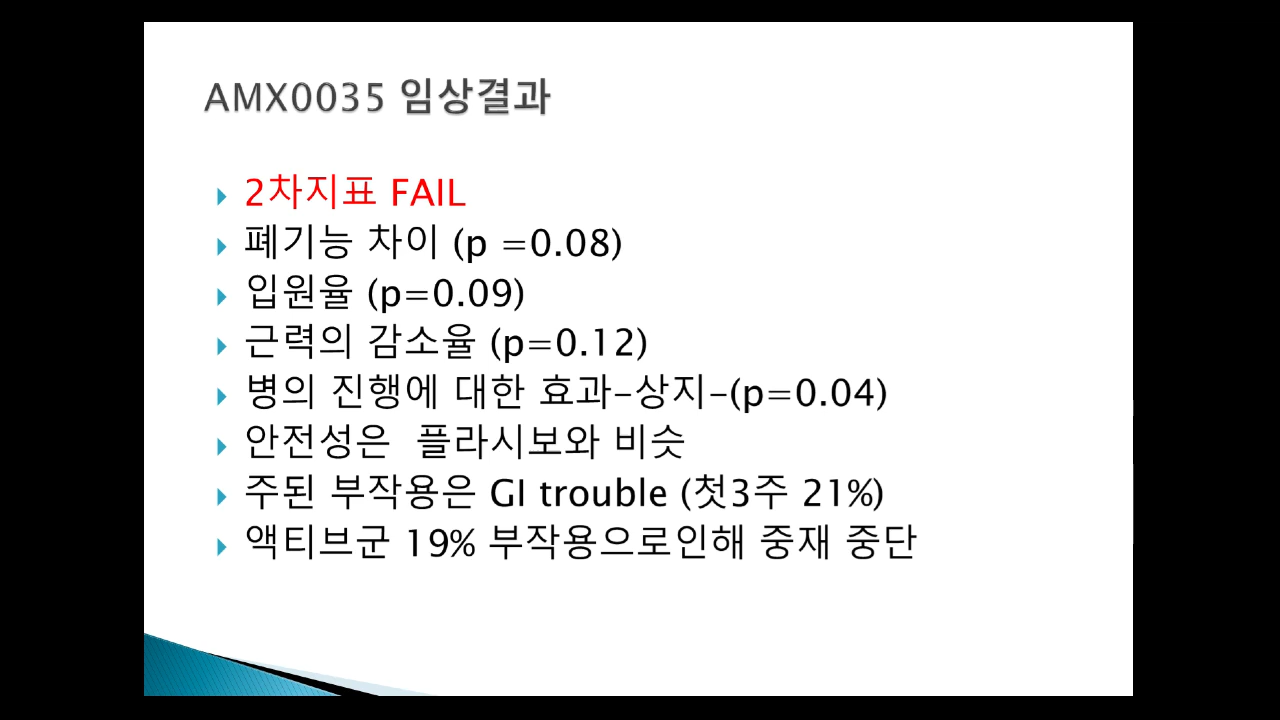 AMX0035 임상결과
2차지표 FAIL
폐기능 차이 (p =0.08)
입원율 (p=0.09)
근력의 감소율 (p=0.12)
병의 진행에 대한 효과-상지-(p=0.04)
안전성은  플라시보와 비슷
주된 부작용은 GI trouble (첫3주 21%)
액티브군 19% 부작용으로인해 중재 중단